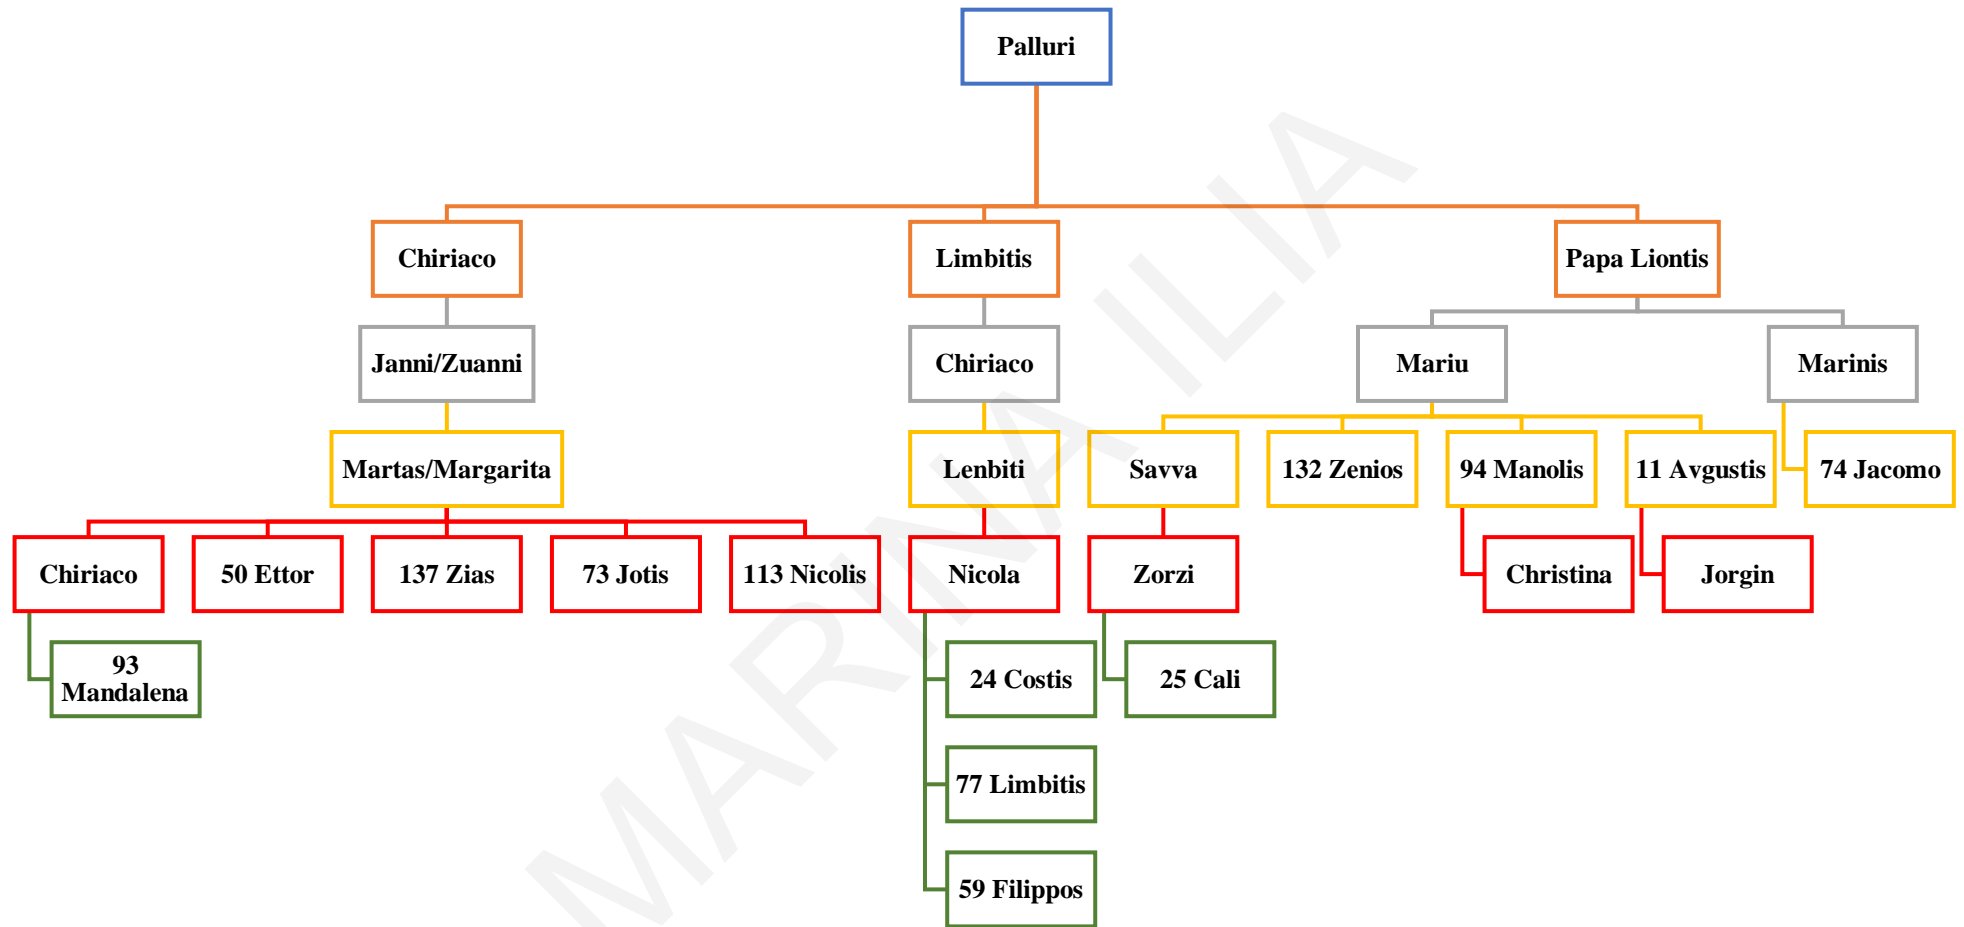 Palluri
Chiriaco
Limbitis
Papa Liontis
Janni/Zuanni
Chiriaco
Mariu
Marinis
Martas/Margarita
Lenbiti
Savva
132 Zenios
94 Manolis
11 Avgustis
74 Jacomo
Chiriaco
50 Ettor
137 Zias
73 Jotis
113 Nicolis
Nicola
Zorzi
Christina
Jorgin
93
Mandalena
24 Costis
25 Cali
77 Limbitis
59 Filippos
MARINA ILIA